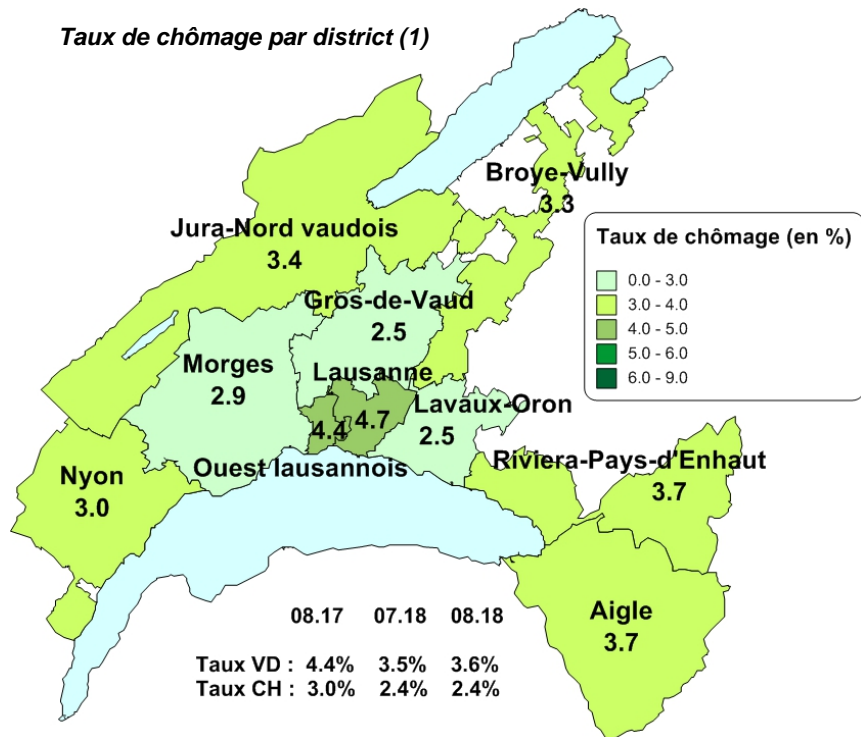 Taux de chômage par district (1)
Broye-Vully
3.3
Jura-Nord vaudois
3.4
Taux de chômage (en %)
0.0 - 3.0
3.0 - 4.0
4.0 - 5.0
5.0 - 6.0
6.0 - 9.0
Gros-de-Vaud
2.5
Morges
2.9
Lausanne
4.7
4.4
Lavaux-Oron
2.5
Ouest lausannois
Riviera-Pays-d'Enhaut
3.7
Nyon
3.0
Aigle
3.7
08.17 07.18 08.18
Taux VD : 4.4% 3.5% 3.6%
Taux CH : 3.0% 2.4% 2.4%